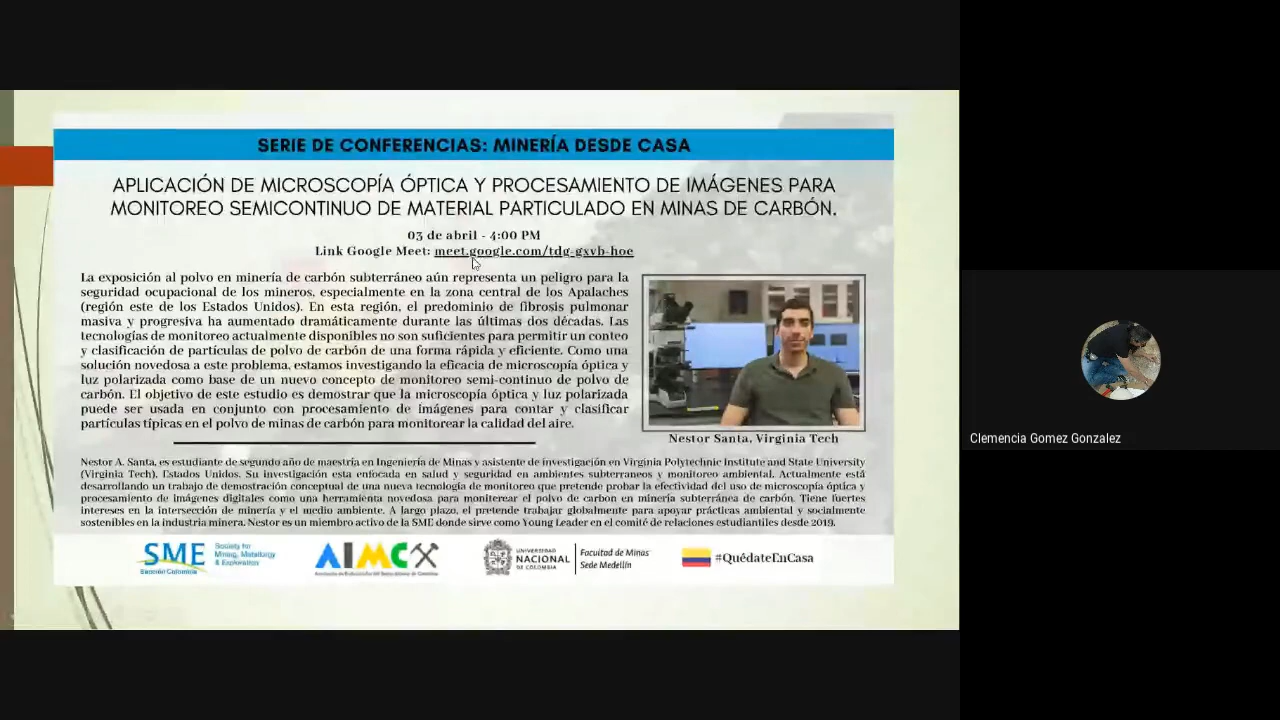 SERIE DE CONFERENCIAS: MINERÍA DESDE CASA
APLICACIÓN DE MICROSCOPÍA ÓPTICA Y PROCESAMIENTO DE IMÁGENES PARA
MONITOREO SEMICONTINUO DE MATERIAL PARTICULADO EN MINAS DE CARBÓN.
03 de abril - 4:00 PM
Link Google Meet: meet.google.com/tdg-gxvb-hoe
La exposición al polvo en minería de carbón subterráneo aún representa un peligro para la
seguridad ocupacional de los mineros, especialmente en la zona central de los Apalaches
(región este de los Estados Unidos). En esta región, el predominio de fibrosis pulmonar
masiva y progresiva ha aumentado dramáticamente durante las últimas dos décadas. Las
tecnologías de monitoreo actualmente disponibles no son suficientes para permitir un conteo
y clasificación de partículas de polvo de carbón de una forma rápida y eficiente. Como una
solución novedosa a este problema, estamos investigando la eficacia de microscopía óptica y
luz polarizada como base de un nuevo concepto de monitoreo semi-continuo de polvo de
carbón. El objetivo de este estudio es demostrar que la microscopía óptica y luz polarizada
puede ser usada en conjunto con procesamiento de imágenes para contar y clasificar
partículas típicas en el polvo de minas de carbón para monitorear la calidad del aire.
Nestor Santa, Virginia Tech
Nestor A. Santa, es estudiante de segundo año de maestría en Ingeniería de Minas y asistente de investigación en Virginia Polytechnic Institute and State University
(Virginia Tech), Estados Unidos. Su investigación esta enfocada en salud y seguridad en ambientes subterraneos y monitoreo ambiental. Actualmente está
desarrollando un trabajo de demostración conceptual de una nueva tecnología de monitoreo que pretende probar la efectividad del uso de microscopía óptica y
procesamiento de imágenes digitales como una herramienta novedosa para monitorear el polvo de carbon en minería subterránea de carbón. Tiene fuertes
intereses en la intersección de minería y el medio ambiente. A largo plazo, el pretende trabajar globalmente para apoyar prácticas ambiental y socialmente
sostenibles en la industria minera. Nestor es un miembro activo de la SME donde sirve como Young Leader en el comité de relaciones estudiantiles desde 2019.
SME
Sección Colombia
Society for
Mining, Metallurgy
& Exploration
AIMC
UNIVERSIDAD
NACIONAL
DE COLOMBIA
Facultad de Minas
Sede Medellín
#QuédateEnCasa
Clemencia Gomez Gonzalez